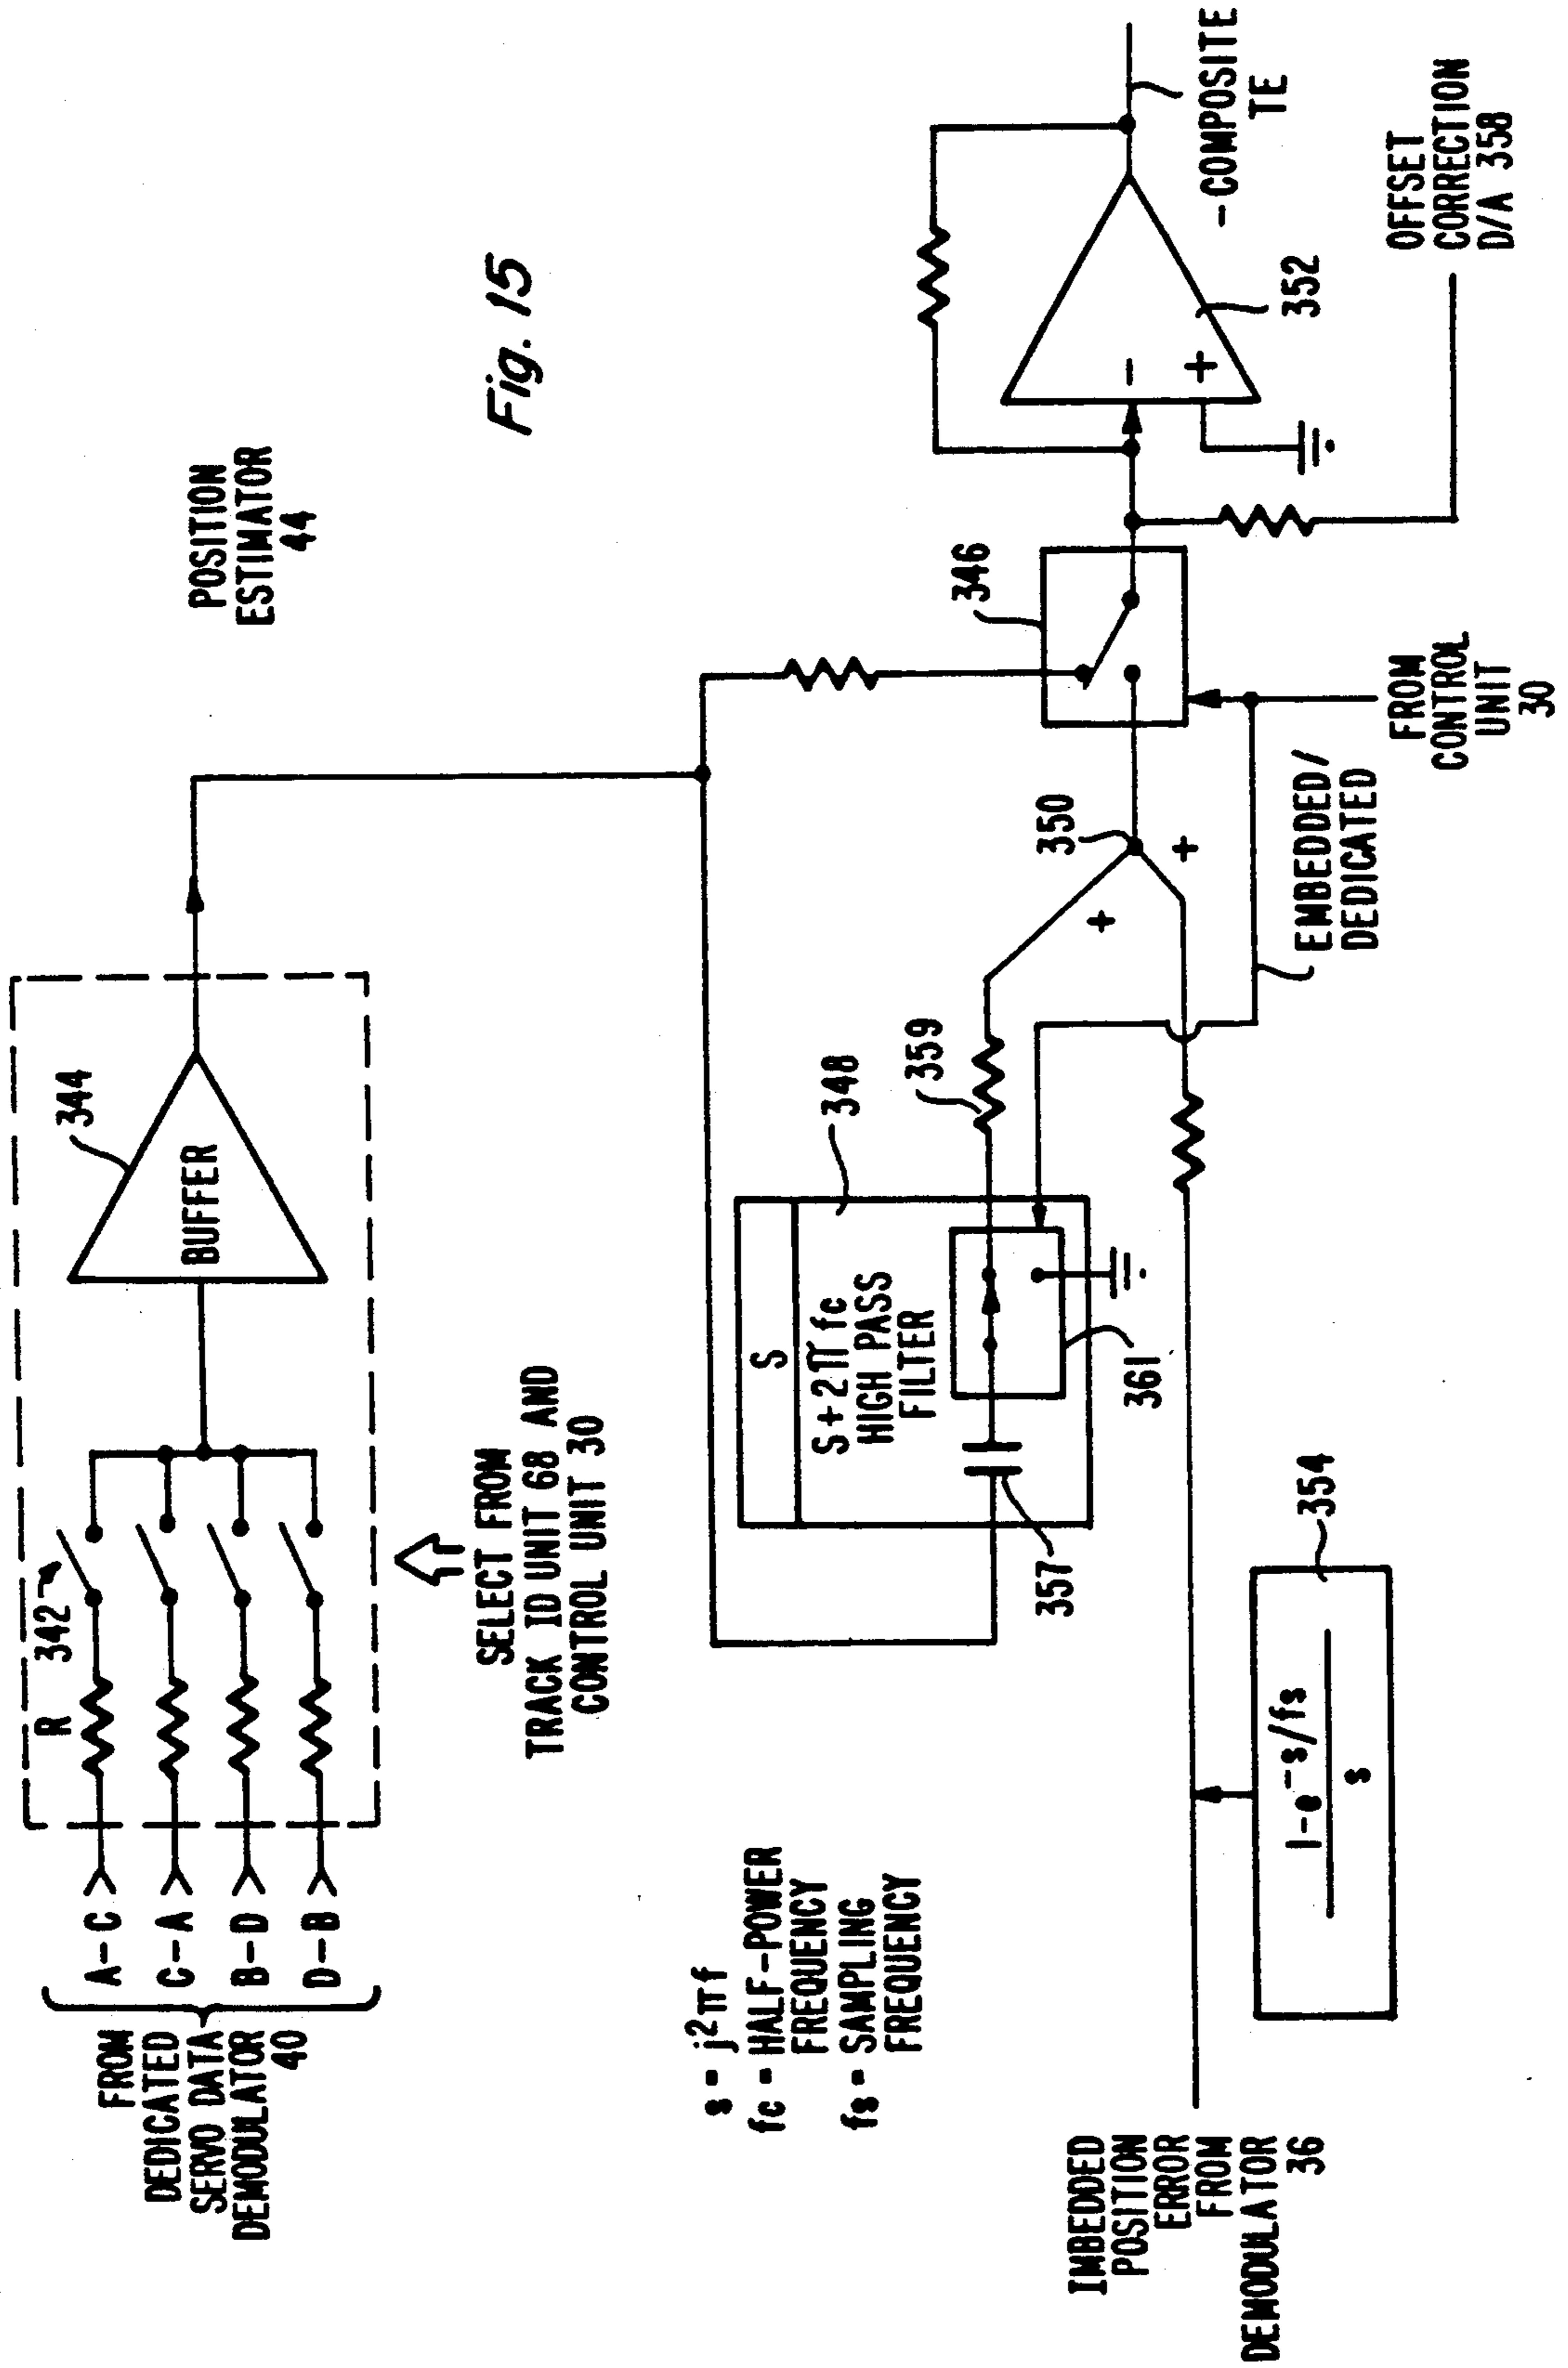 POSITION
ESTIMATOR
44
Fig. 15
FROM
DEDICATED
SERVO DATA
DEMODULATOR
40
A-C
C-A
B-D
D-B
R
342
BUFFER
344
SELECT FROM
TRACK ID UNIT 68 AND
CONTROL UNIT 30
s = j2πf
fc = HALF-POWER
FREQUENCY
fs = SAMPLING
FREQUENCY
S
S+2πfc
HIGH PASS
FILTER
348
357
361
359
350
+
+
346
EMBEDDED/
DEDICATED
FROM
CONTROL
UNIT
30
-
+
352
-COMPOSITE
TE
OFFSET
CORRECTION
D/A 358
IMBEDDED
POSITION
ERROR
FROM
DEMODULATOR
36
1-e-s/fs
s
354